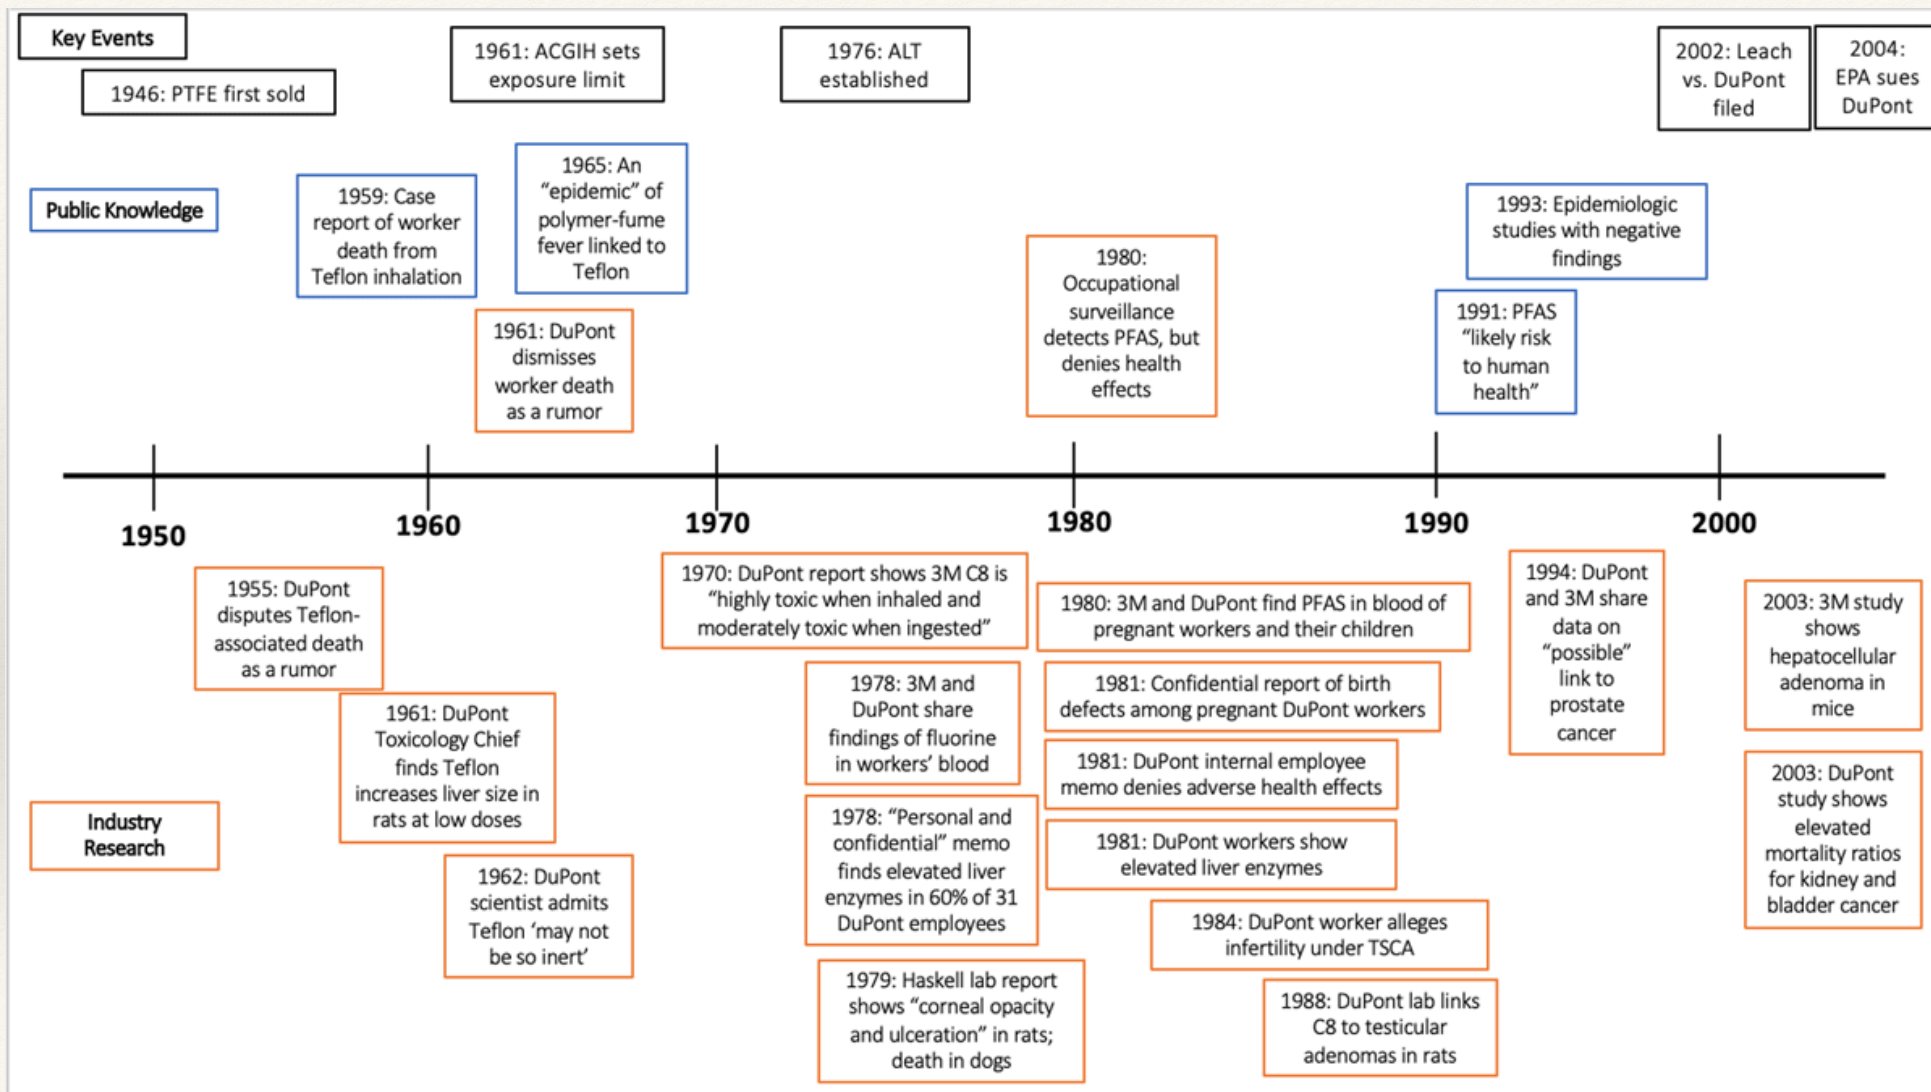 Key Events
1946: PTFE first sold
1961: ACGIH sets
exposure limit
1976: ALT
established
2002: Leach
vs. DuPont
filed
2004:
EPA sues
DuPont
Public Knowledge
1959: Case
report of worker
death from
Teflon inhalation
1965: An
“epidemic” of
polymer-fume
fever linked to
Teflon
1961: DuPont
dismisses
worker death
as a rumor
1980:
Occupational
surveillance
detects PFAS, but
denies health
effects
1993: Epidemiologic
studies with negative
findings
1991: PFAS
“likely risk
to human
health”
1950
1960
1970
1980
1990
2000
1955: DuPont
disputes Teflon-
associated death
as a rumor
1961: DuPont
Toxicology Chief
finds Teflon
increases liver size in
rats at low doses
Industry
Research
1962: DuPont
scientist admits
Teflon ‘may not
be so inert’
1970: DuPont report shows 3M C8 is
“highly toxic when inhaled and
moderately toxic when ingested”
1978: 3M and
DuPont share
findings of fluorine
in workers’ blood
1978: “Personal and
confidential” memo
finds elevated liver
enzymes in 60% of 31
DuPont employees
1979: Haskell lab report
shows “corneal opacity
and ulceration” in rats;
death in dogs
1980: 3M and DuPont find PFAS in blood of
pregnant workers and their children
1981: Confidential report of birth
defects among pregnant DuPont workers
1981: DuPont internal employee
memo denies adverse health effects
1981: DuPont workers show
elevated liver enzymes
1984: DuPont worker alleges
infertility under TSCA
1988: DuPont lab links
C8 to testicular
adenomas in rats
1994: DuPont
and 3M share
data on
“possible”
link to
prostate
cancer
2003: 3M study
shows
hepatocellular
adenoma in
mice
2003: DuPont
study shows
elevated
mortality ratios
for kidney and
bladder cancer